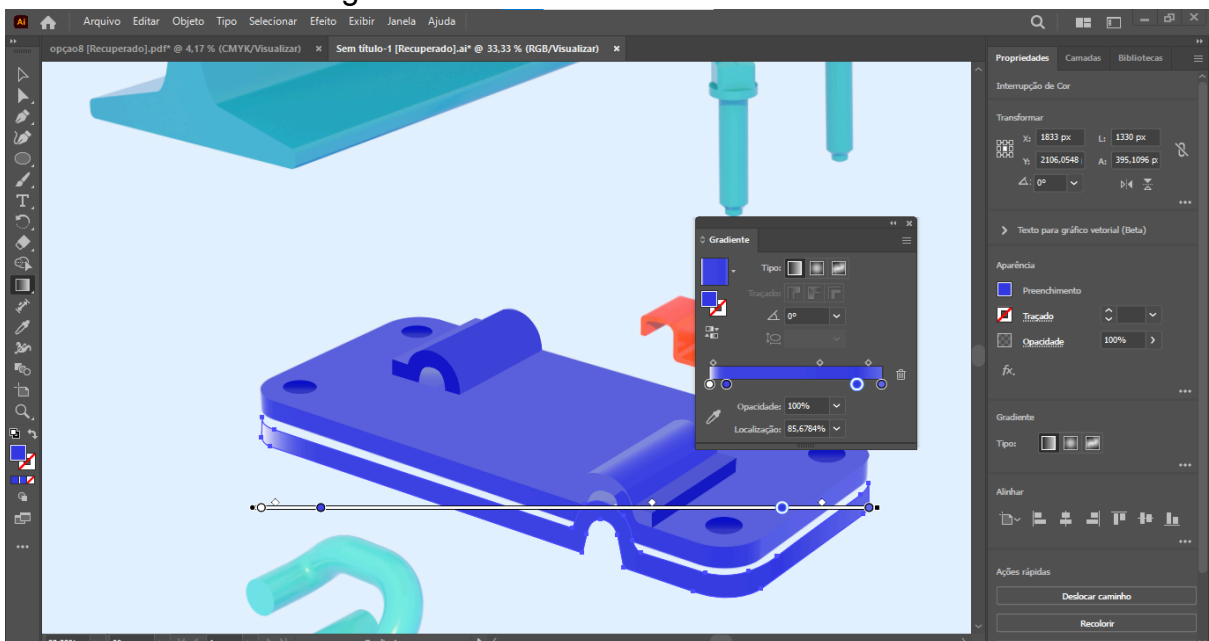 Ai Arquivo Editar Objeto Tipo Selecionar Efeito Exibir Janela Ajuda
opçao8 [Recuperado].pdf* @ 4,17 % (CMYK/Visualizar) × Sem título-1 [Recuperado].ai* @ 33,33 % (RGB/Visualizar) ×
Propriedades Camadas Bibliotecas
Interrupção de Cor
Transformar
X: 1833 px L: 1330 px
Y: 2106,0548 A: 395,1096 p:
0°
Texto para gráfico vetorial (Beta)
Aparência
Preenchimento
Traçado
Opacidade 100%
fx.
Gradiente
Tipo:
Alinhar
Ações rápidas
Deslocar caminho
Recolorir
Gradiente
Tipo:
Traçado:
0°
Opacidade: 100%
Localização: 85,6784%